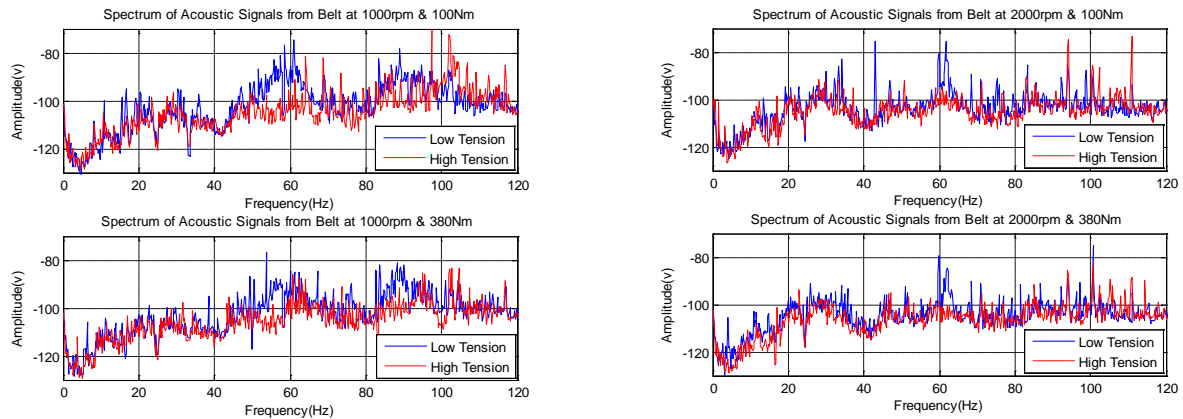 Spectrum of Acoustic Signals from Belt at 1000rpm & 100Nm
-80
-100
-120
Amplitude(v)
0 20 40 60 80 100 120
Frequency(Hz)
Low Tension
High Tension
Spectrum of Acoustic Signals from Belt at 2000rpm & 100Nm
-80
-100
-120
Amplitude(v)
0 20 40 60 80 100 120
Frequency(Hz)
Low Tension
High Tension
Spectrum of Acoustic Signals from Belt at 1000rpm & 380Nm
-80
-100
-120
Amplitude(v)
0 20 40 60 80 100 120
Frequency(Hz)
Low Tension
High Tension
Spectrum of Acoustic Signals from Belt at 2000rpm & 380Nm
-80
-100
-120
Amplitude(v)
0 20 40 60 80 100 120
Frequency(Hz)
Low Tension
High Tension